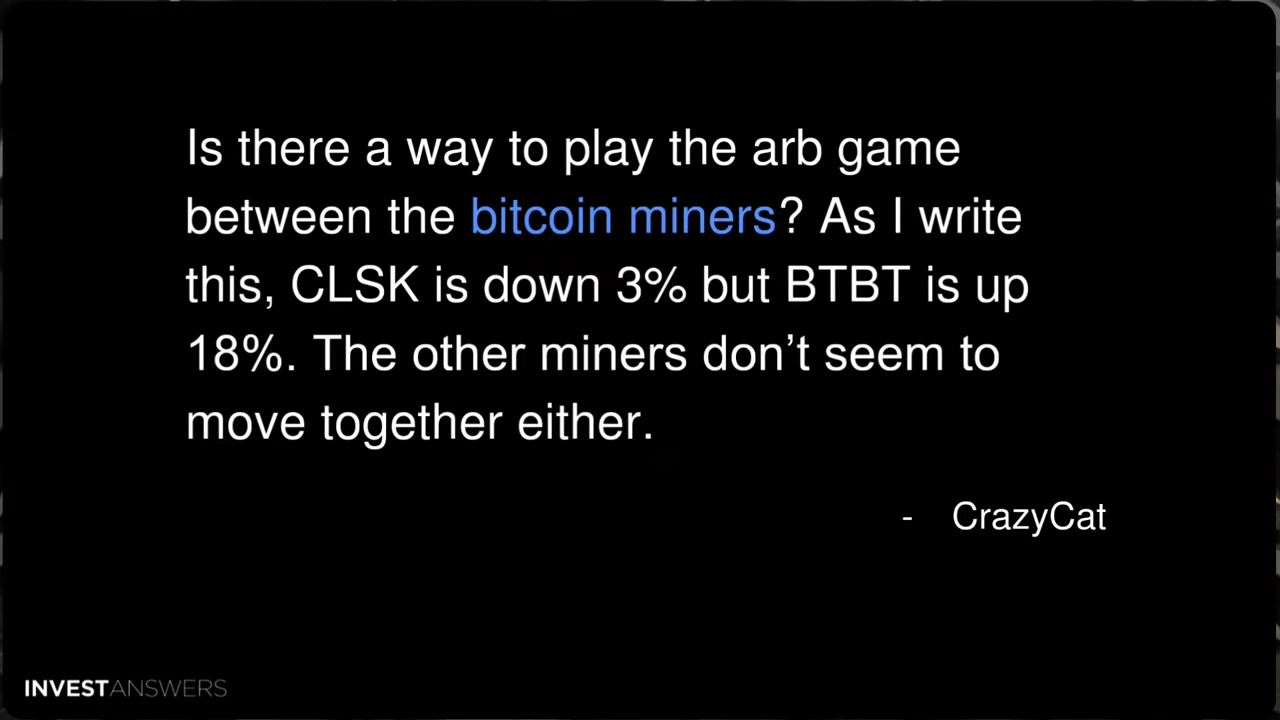 Is there a way to play the arb game
between the bitcoin miners? As I write
this, CLSK is down 3% but BTBT is up
18%. The other miners don’t seem to
move together either.
- CrazyCat
INVESTANSWERS